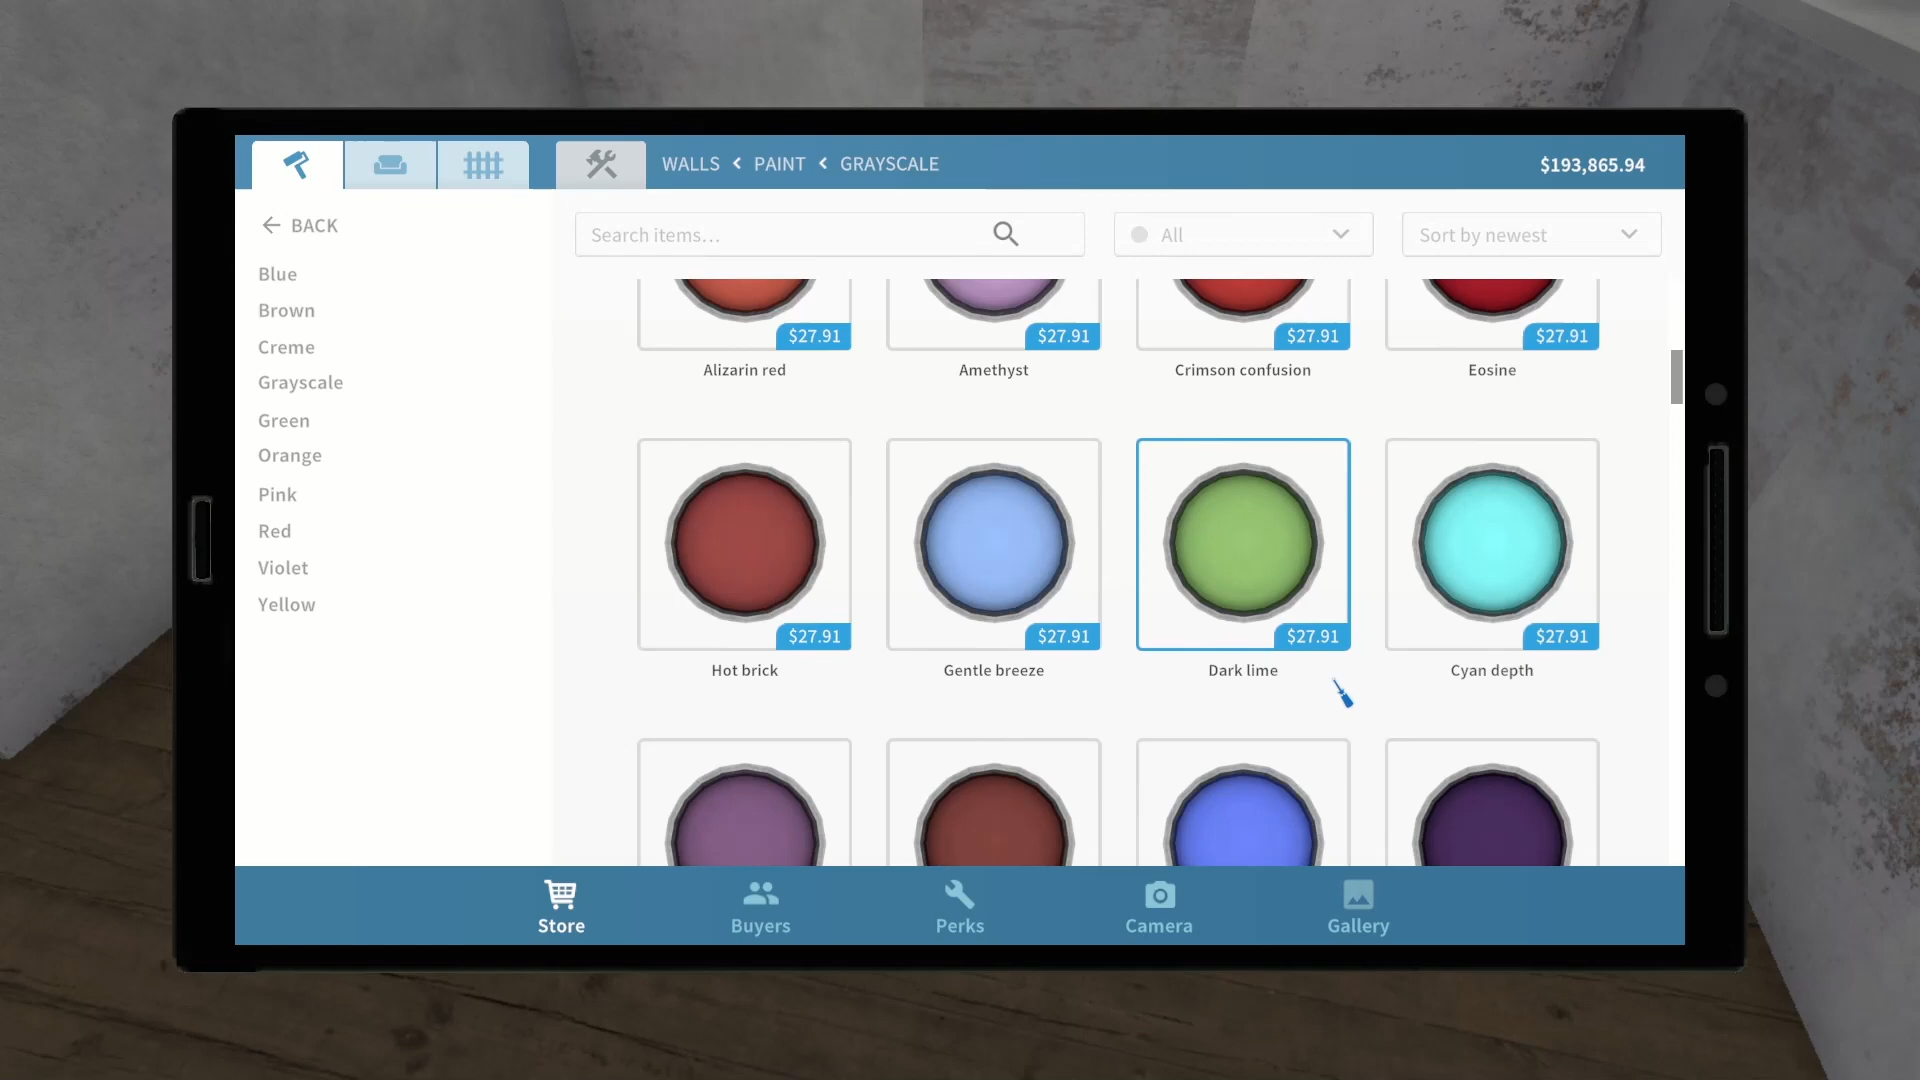 WALLS < PAINT < GRAYSCALE
$193,865.94
BACK
Search items...
All
Sort by newest
Blue
Brown
Creme
Grayscale
Green
Orange
Pink
Red
Violet
Yellow
$27.91 $27.91 $27.91 $27.91
Alizarin red Amethyst Crimson confusion Eosine
$27.91 $27.91 $27.91 $27.91
Hot brick Gentle breeze Dark lime Cyan depth
Store Buyers Perks Camera Gallery